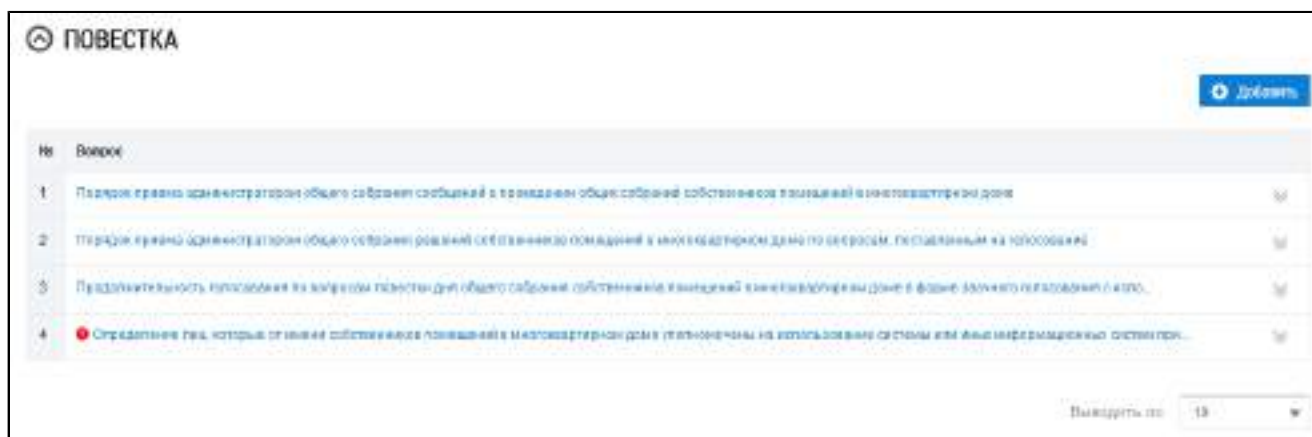 ПОВЕСТКА
Добавить
№ Вопрос
1 Порядок приема администратором общего собрания сообщений о проведении общих собраний собственников помещений в многоквартирном доме
2 Порядок приема администратором общего собрания решений собственников помещений в многоквартирном доме по вопросам, поставленным на голосование
3 Продолжительность голосования по вопросам повестки дня общего собрания собственников помещений в многоквартирном доме в форме заочного голосования с испо...
4 Определение лиц, которые от имени собственников помещений в многоквартирном доме уполномочены на использование системы или иных информационных систем при...
Выводить по 10